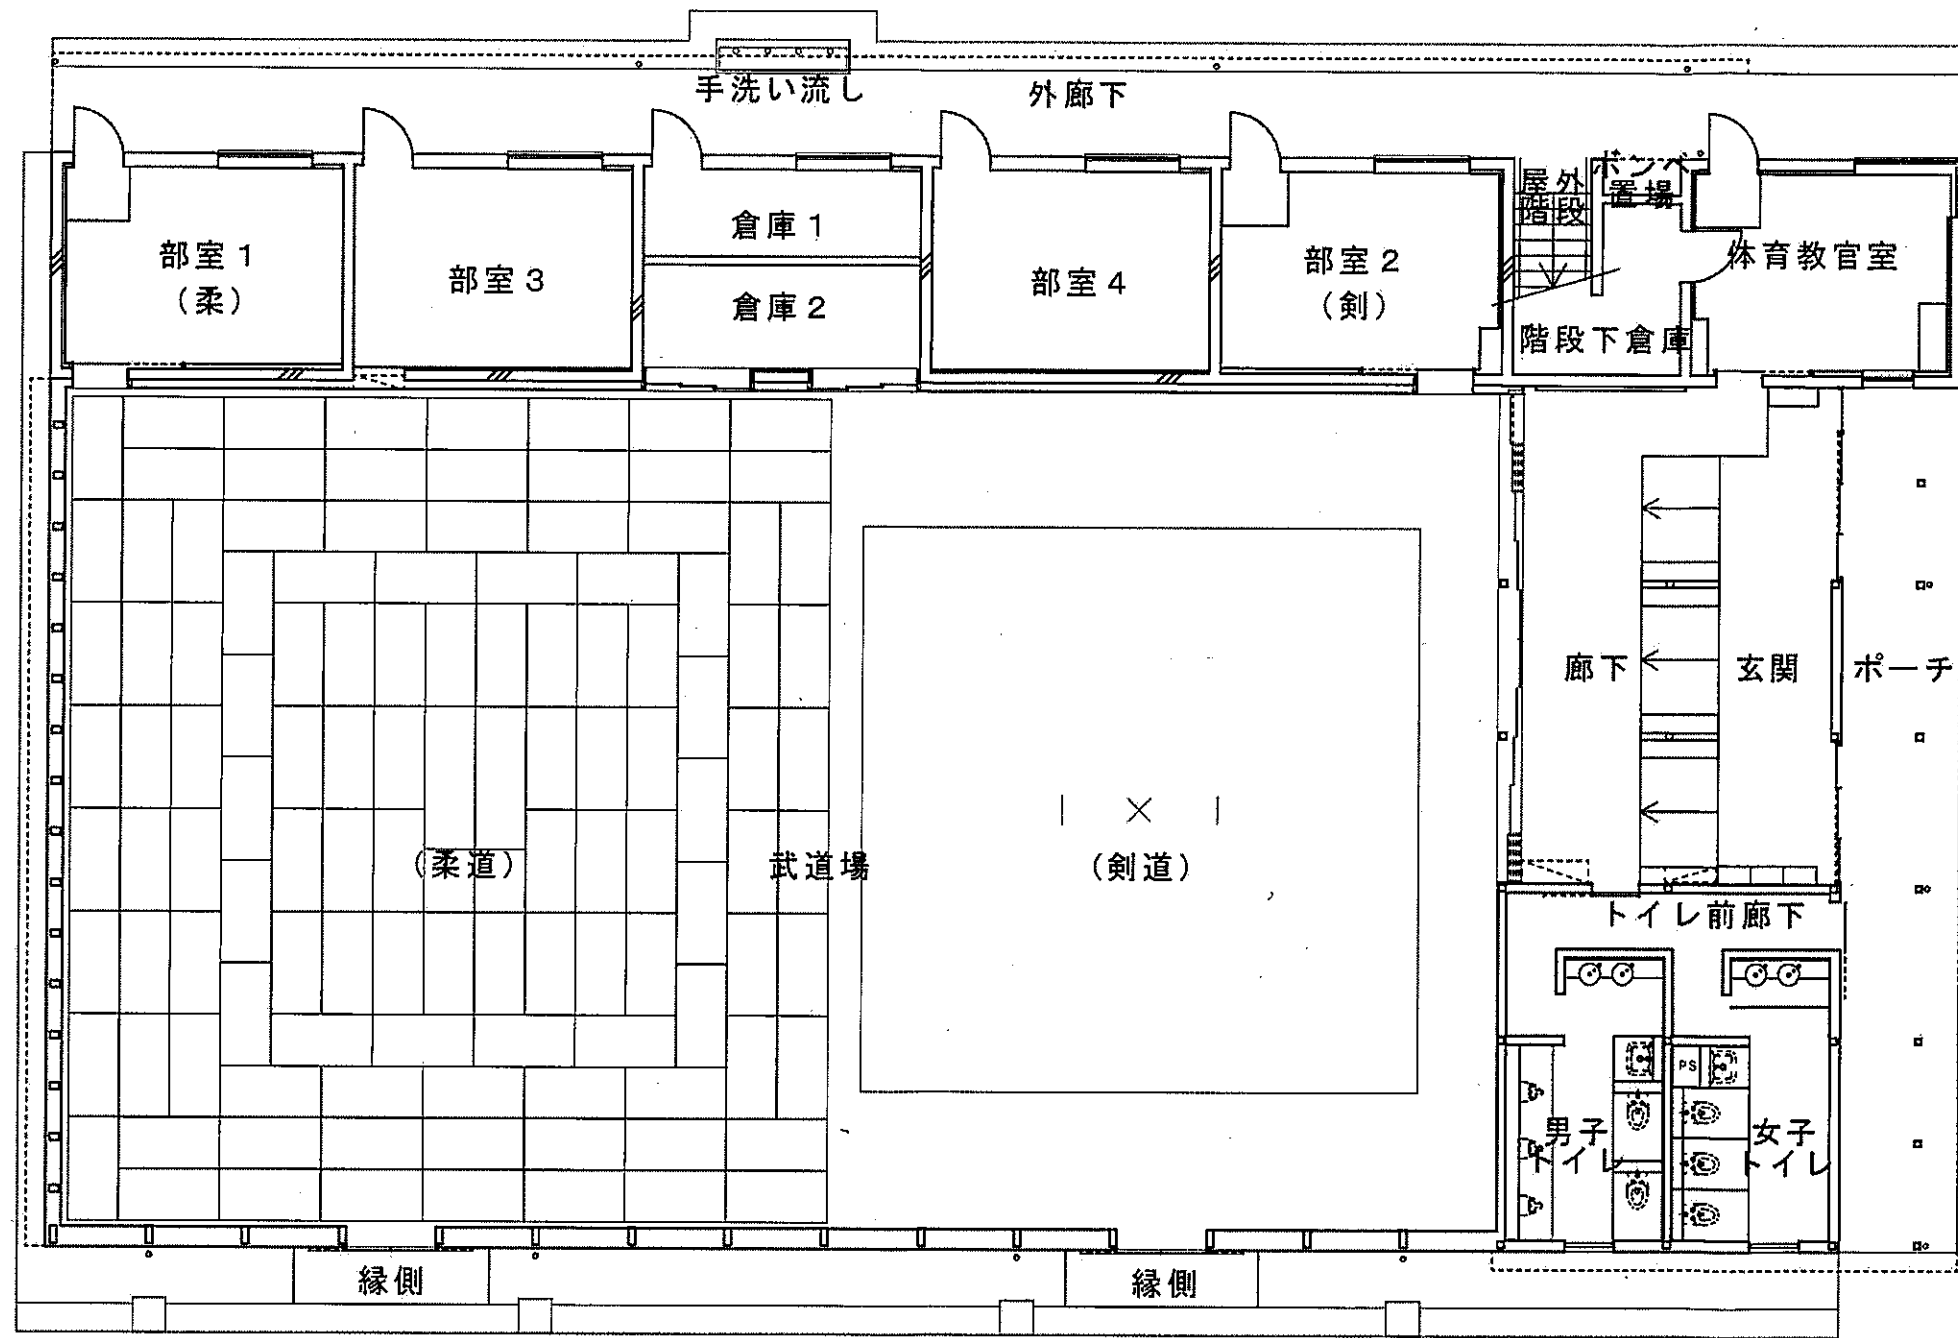 手洗い流し
外廊下
部室1
(柔)
部室3
倉庫1
倉庫2
部室4
部室2
(剣)
屋外
階段
ボンベ
置場
階段下倉庫
体育教官室
廊下
玄関
ポーチ
(柔道)
武道場
(剣道)
トイレ前廊下
PS
男子
トイレ
女子
トイレ
縁側
縁側